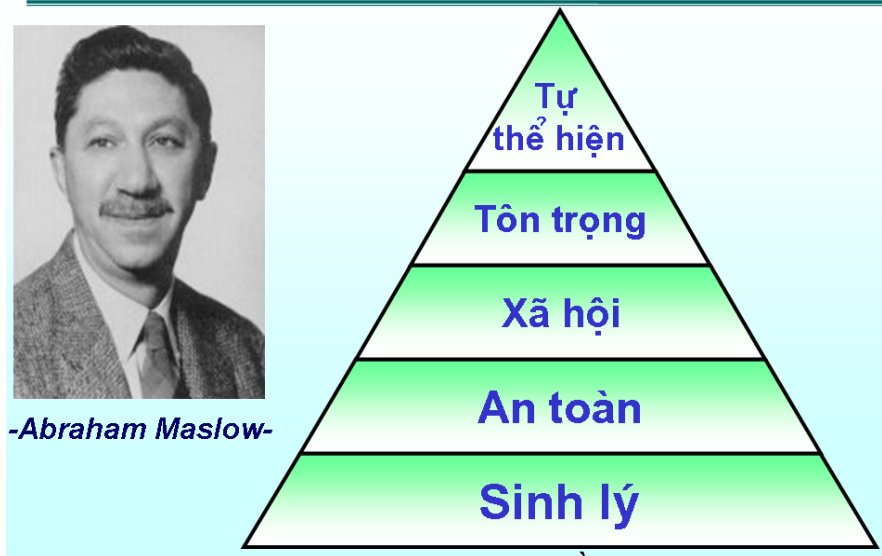 Tự
thể hiện
Tôn trọng
Xã hội
An toàn
Sinh lý
-Abraham Maslow-